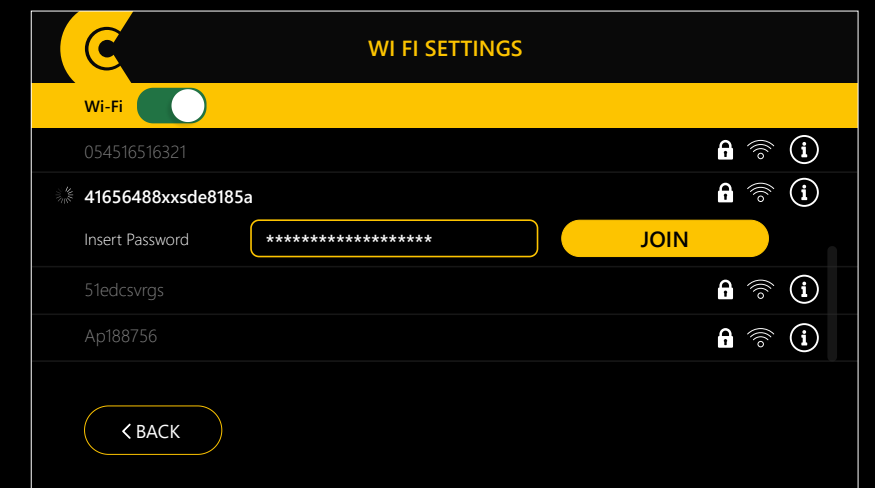 C
WI FI SETTINGS
Wi-Fi
054516516321
41656488xxsde8185a
Insert Password ******************* JOIN
51edcsvrgs
Ap188756
< BACK